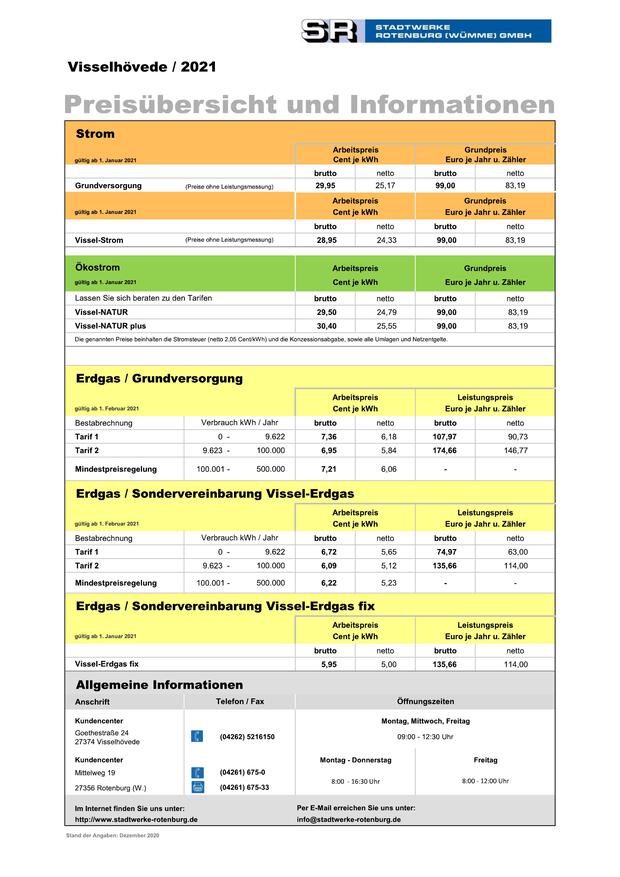 SR STADTWERKE
ROTENBURG (WÜMME) GMBH
Visselhövede / 2021
Preisübersicht und Informationen
Strom
Arbeitspreis Grundpreis
gültig ab 1. Januar 2021 Cent je kWh Euro je Jahr u. Zähler
brutto netto brutto netto
Grundversorgung (Preise ohne Leistungsmessung) 29,95 25,17 99,00 83,19
Arbeitspreis Grundpreis
gültig ab 1. Januar 2021 Cent je kWh Euro je Jahr u. Zähler
brutto netto brutto netto
Vissel-Strom (Preise ohne Leistungsmessung) 28,95 24,33 99,00 83,19
Ökostrom Arbeitspreis Grundpreis
gültig ab 1. Januar 2021 Cent je kWh Euro je Jahr u. Zähler
Lassen Sie sich beraten zu den Tarifen brutto netto brutto netto
Vissel-NATUR 29,50 24,79 99,00 83,19
Vissel-NATUR plus 30,40 25,55 99,00 83,19
Die genannten Preise beinhalten die Stromsteuer (netto 2,05 Cent/kWh) und die Konzessionsabgabe, sowie alle Umlagen und Netzentgelte.
Erdgas / Grundversorgung
Arbeitspreis Leistungspreis
gültig ab 1. Februar 2021 Cent je kWh Euro je Jahr u. Zähler
Bestabrechnung Verbrauch kWh / Jahr brutto netto brutto netto
Tarif 1 0 - 9.622 7,36 6,18 107,97 90,73
Tarif 2 9.623 - 100.000 6,95 5,84 174,66 146,77
Mindestpreisregelung 100.001 - 500.000 7,21 6,06 - -
Erdgas / Sondervereinbarung Vissel-Erdgas
Arbeitspreis Leistungspreis
gültig ab 1. Februar 2021 Cent je kWh Euro je Jahr u. Zähler
Bestabrechnung Verbrauch kWh / Jahr brutto netto brutto netto
Tarif 1 0 - 9.622 6,72 5,65 74,97 63,00
Tarif 2 9.623 - 100.000 6,09 5,12 135,66 114,00
Mindestpreisregelung 100.001 - 500.000 6,22 5,23 - -
Erdgas / Sondervereinbarung Vissel-Erdgas fix
Arbeitspreis Leistungspreis
gültig ab 1. Januar 2021 Cent je kWh Euro je Jahr u. Zähler
brutto netto brutto netto
Vissel-Erdgas fix 5,95 5,00 135,66 114,00
Allgemeine Informationen
Anschrift Telefon / Fax Öffnungszeiten
Kundencenter Montag, Mittwoch, Freitag
Goethestraße 24 (04262) 5216150 09:00 - 12:30 Uhr
27374 Visselhövede
Kundencenter Montag - Donnerstag Freitag
Mittelweg 19 (04261) 675-0 8:00 - 16:30 Uhr 8:00 - 12:00 Uhr
27356 Rotenburg (W.) (04261) 675-33
Im Internet finden Sie uns unter: Per E-Mail erreichen Sie uns unter:
http://www.stadtwerke-rotenburg.de info@stadtwerke-rotenburg.de
Stand der Angaben: Dezember 2020